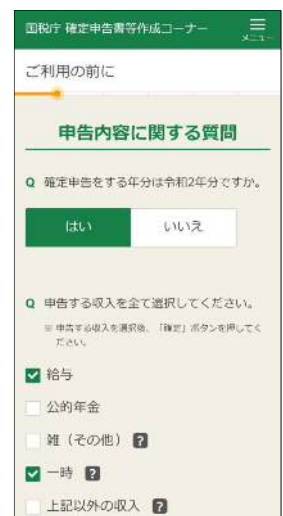 国税庁 確定申告書等作成コーナー
メニュー
ご利用の前に
申告内容に関する質問
Q 確定申告をする年分は令和2年分ですか。
はい いいえ
Q 申告する収入を全て選択してください。
※ 申告する収入を選択後、「確定」ボタンを押してく
ださい。
給与
公的年金
雑（その他） ?
一時 ?
上記以外の収入 ?